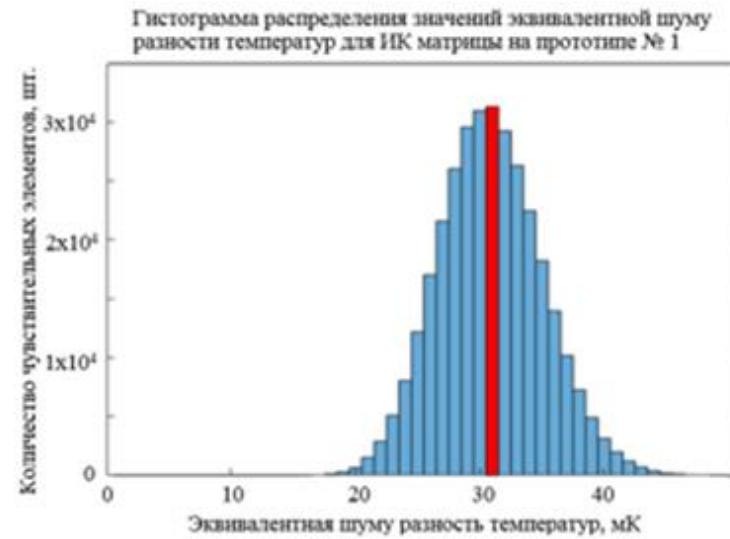 Гистограмма распределения значений эквивалентной шуму
разности температур для ИК матрицы на прототипе № 1
Количество чувствительных элементов, шт.
3x10⁴
2x10⁴
1x10⁴
0
0 10 20 30 40
Эквивалентная шуму разность температур, мК